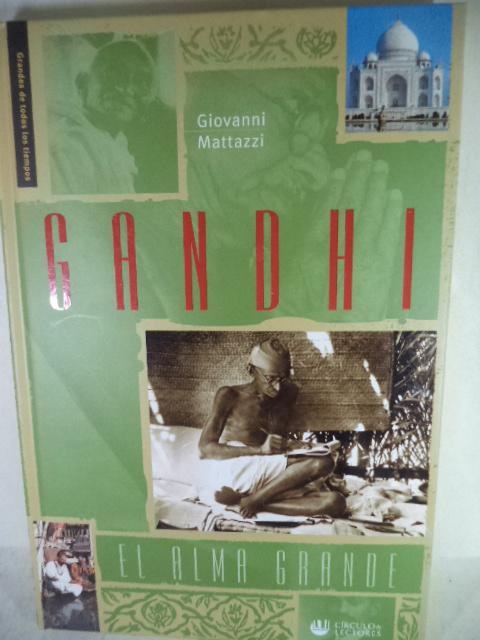 Grandes de todos los tiempos
Giovanni
Mattazzi
GANDHI
EL ALMA GRANDE
CÍRCULO de
LECTORES